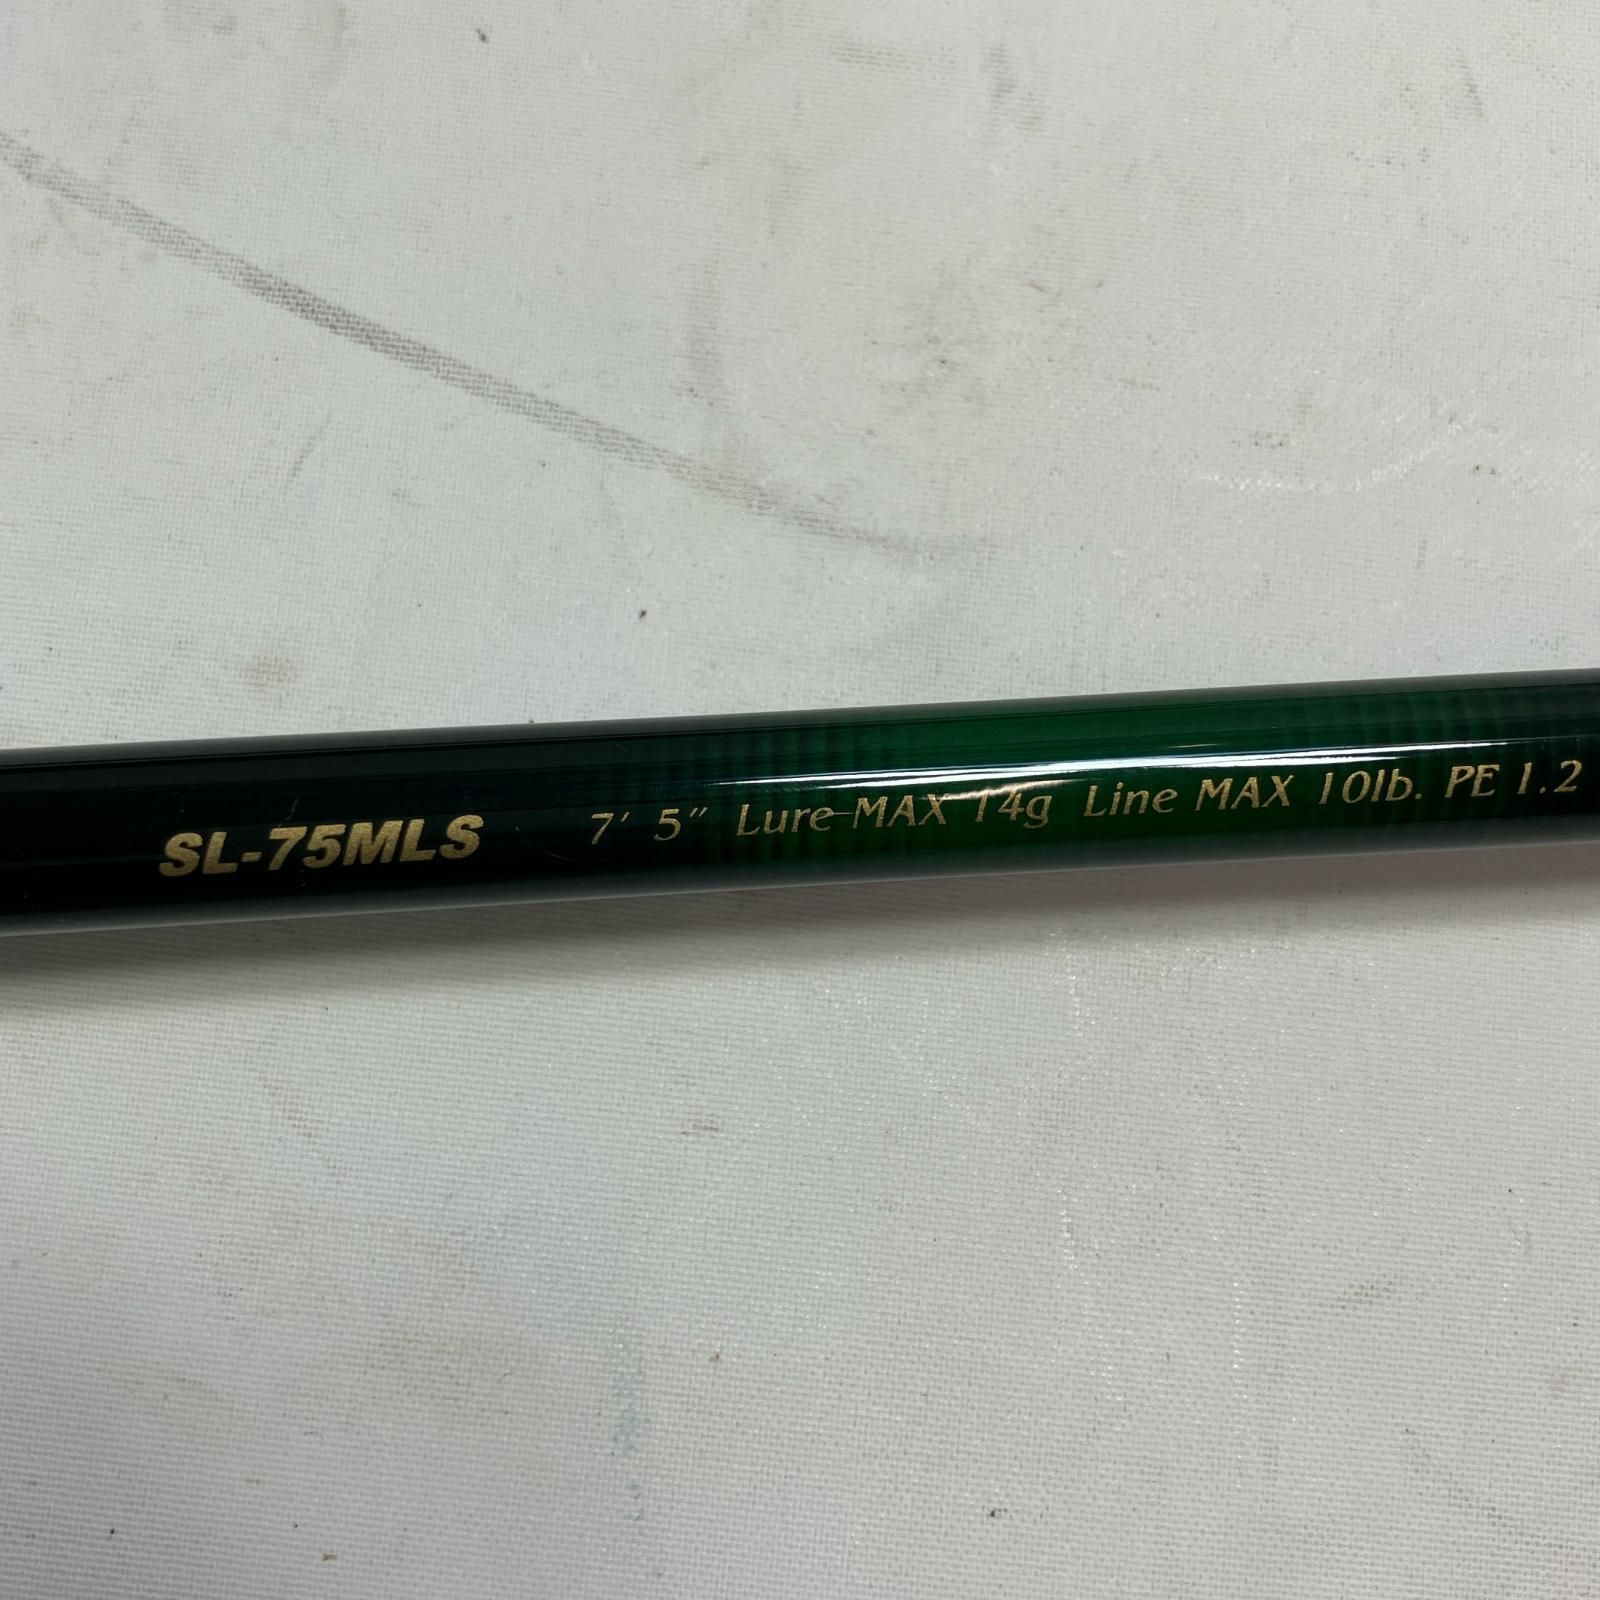 SL-75MLS 7' 5" Lure MAX 14g Line MAX 10lb. PE 1.2